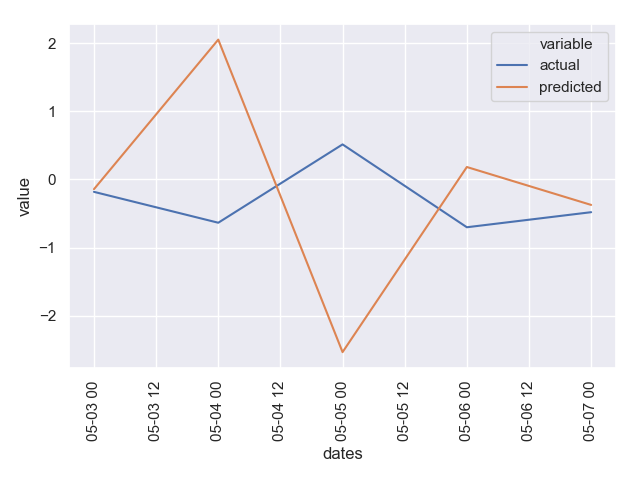 variable
actual
predicted
2
1
0
−1
−2
value
05-03 00
05-03 12
05-04 00
05-04 12
05-05 00
05-05 12
05-06 00
05-06 12
05-07 00
dates